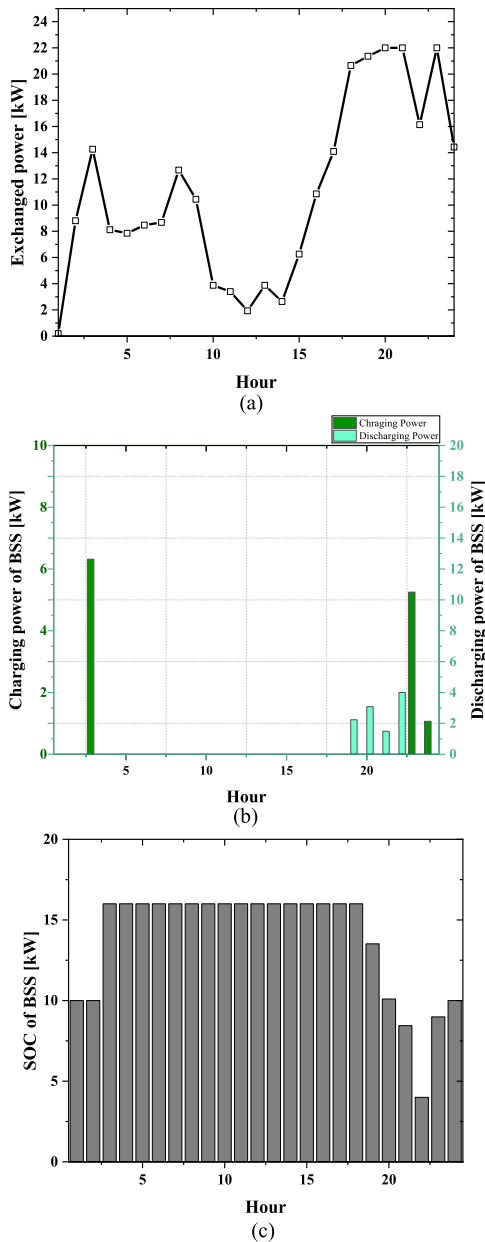 24
22
20
18
16
14
12
10
8
6
4
2
0
Exchanged power [kW]
5 10 15 20
Hour
(a)
Chraging Power
Discharging Power
10
8
6
4
2
0
Charging power of BSS [kW]
20
18
16
14
12
10
8
6
4
2
0
Discharging power of BSS [kW]
5 10 15 20
Hour
(b)
20
15
10
5
0
SOC of BSS [kW]
5 10 15 20
Hour
(c)